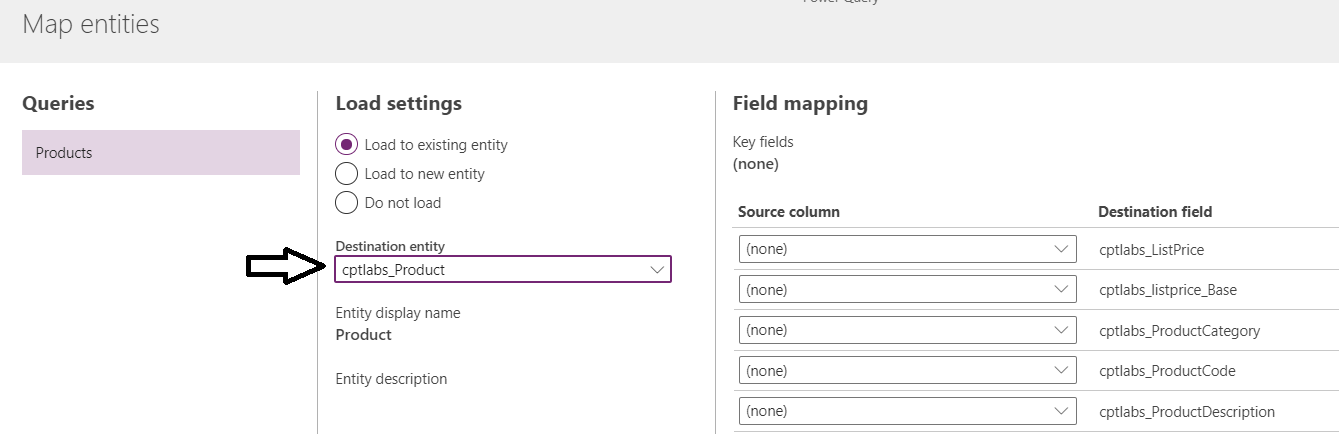 Power Query
Map entities
Queries
Products
Load settings
Load to existing entity
Load to new entity
Do not load
Destination entity
cptlabs_Product
Entity display name
Product
Entity description
Field mapping
Key fields
(none)
Source column Destination field
(none) cptlabs_ListPrice
(none) cptlabs_listprice_Base
(none) cptlabs_ProductCategory
(none) cptlabs_ProductCode
(none) cptlabs_ProductDescription